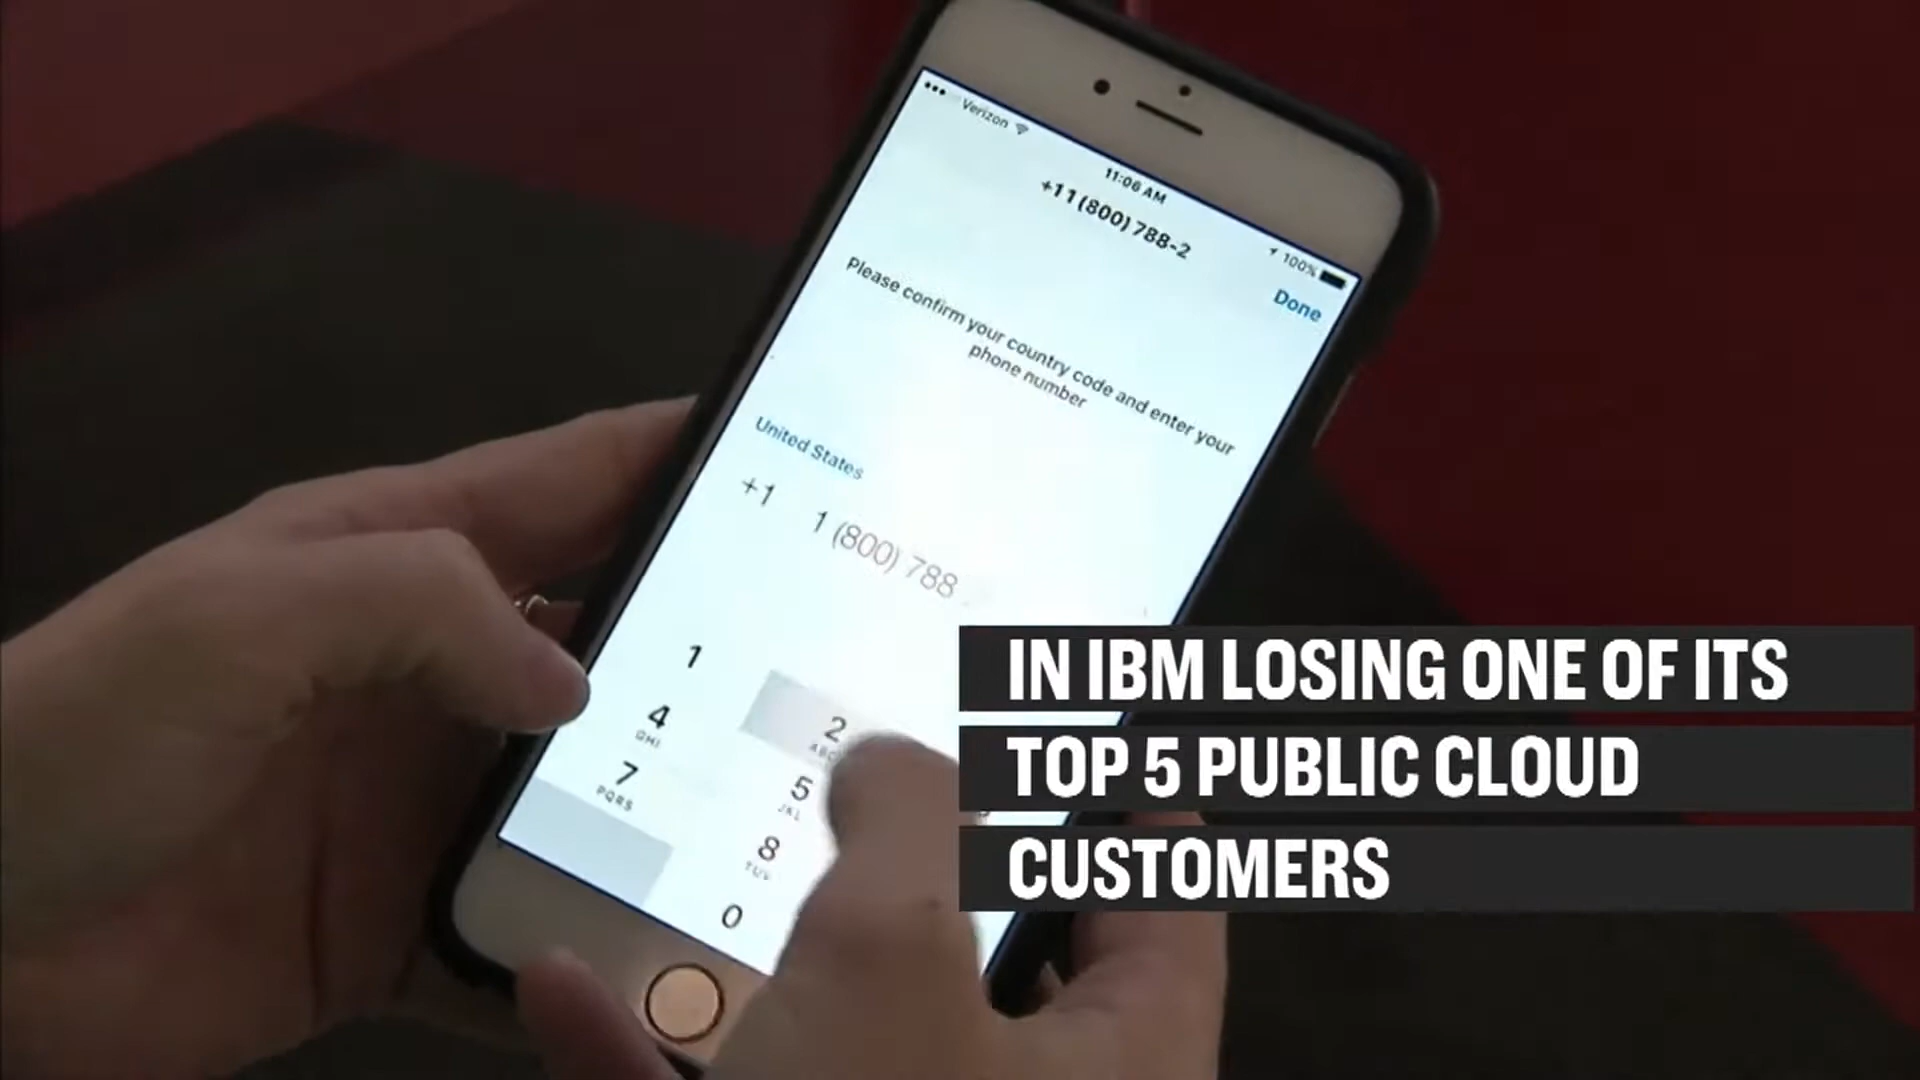 Verizon
11:06 AM
100%
+1 1 (800) 788-2
Done
Please confirm your country code and enter your
phone number
United States
+1 1 (800) 788
1
2
ABC
4
GHI
5
JKL
7
PQRS
8
TUV
0
IN IBM LOSING ONE OF ITS
TOP 5 PUBLIC CLOUD
CUSTOMERS